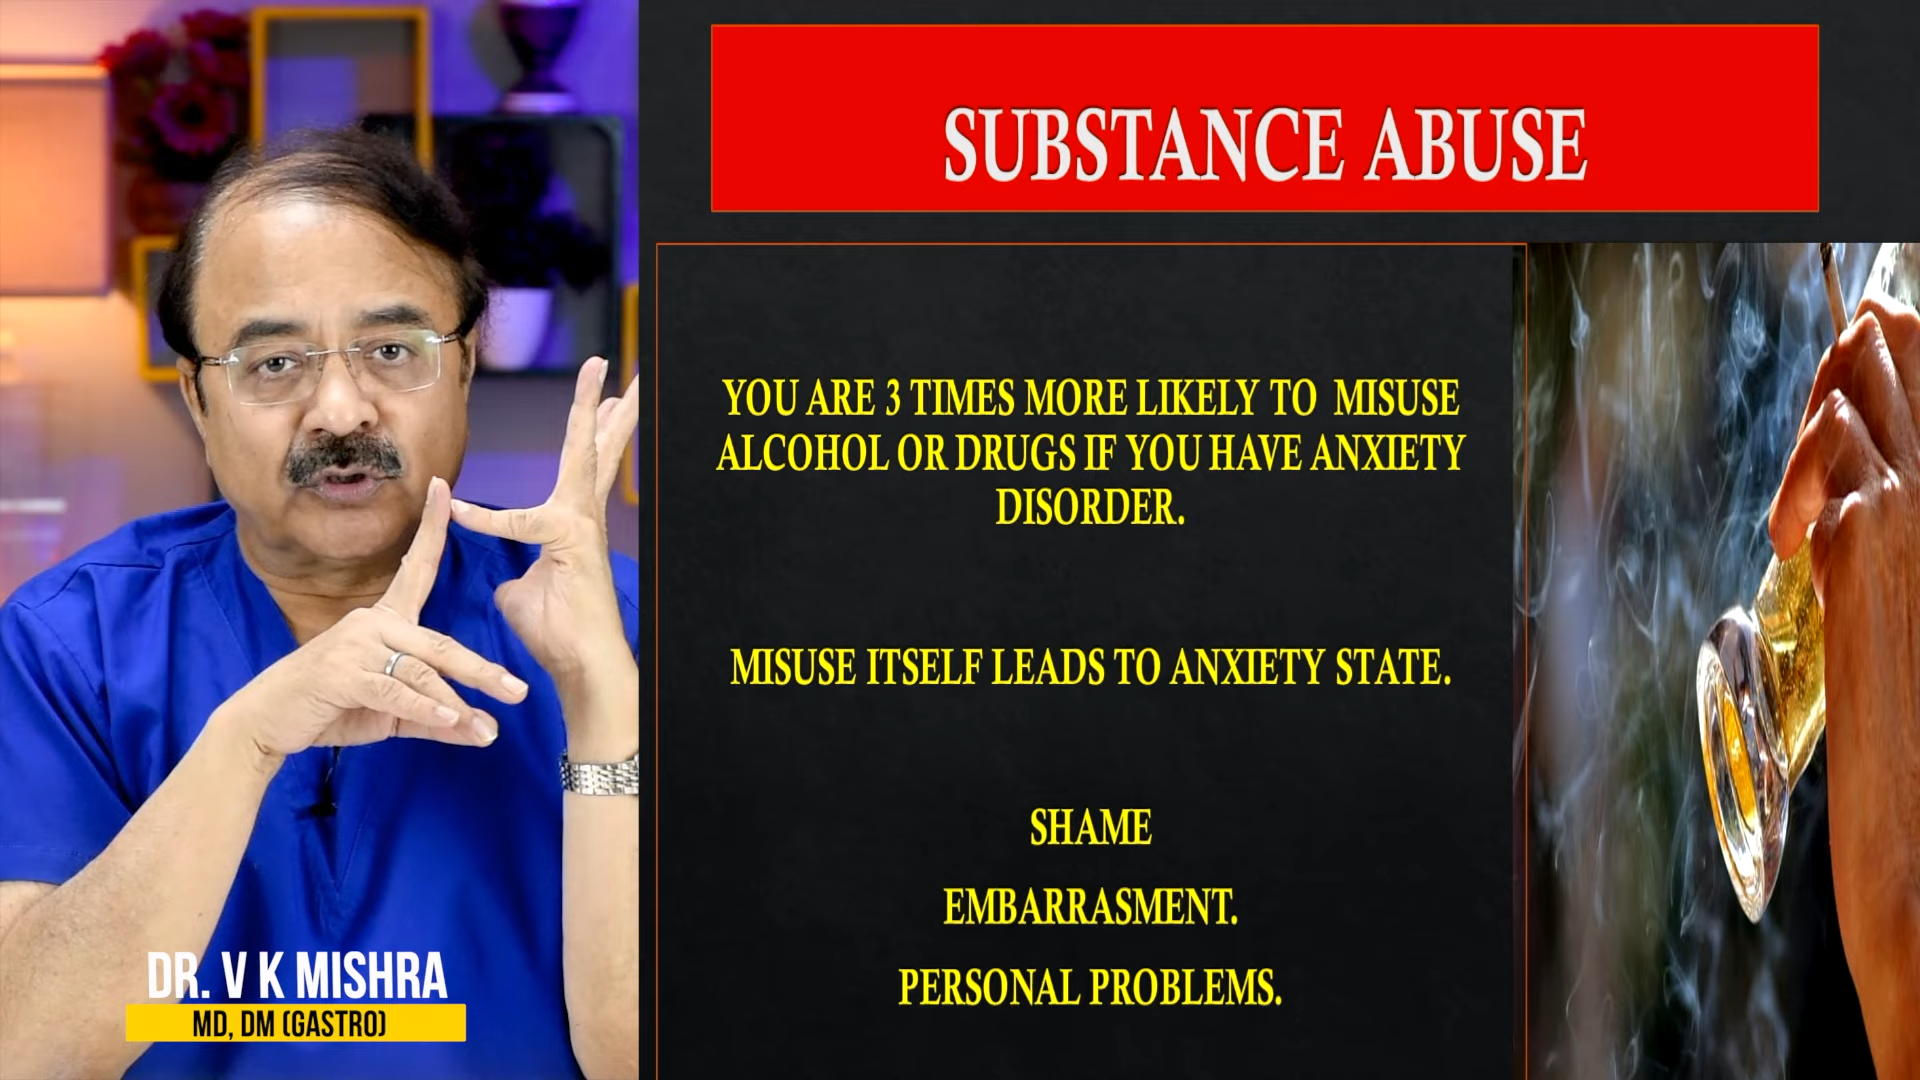 SUBSTANCE ABUSE
YOU ARE 3 TIMES MORE LIKELY TO MISUSE
ALCOHOL OR DRUGS IF YOU HAVE ANXIETY
DISORDER.
MISUSE ITSELF LEADS TO ANXIETY STATE.
SHAME
EMBARRASMENT.
PERSONAL PROBLEMS.
DR. V K MISHRA
MD, DM (GASTRO)